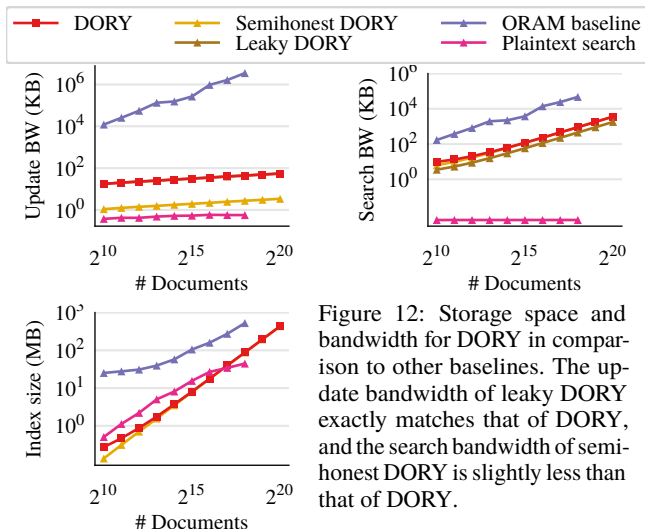 DORY
Semihonest DORY
ORAM baseline
Leaky DORY
Plaintext search
Update BW (KB)
10^6
10^4
10^2
10^0
2^10
2^15
2^20
# Documents
Search BW (KB)
10^6
10^4
10^2
10^0
2^10
2^15
2^20
# Documents
Index size (MB)
10^3
10^2
10^1
10^0
2^10
2^15
2^20
# Documents
Figure 12: Storage space and
bandwidth for DORY in compar-
ison to other baselines. The up-
date bandwidth of leaky DORY
exactly matches that of DORY,
and the search bandwidth of semi-
honest DORY is slightly less than
that of DORY.